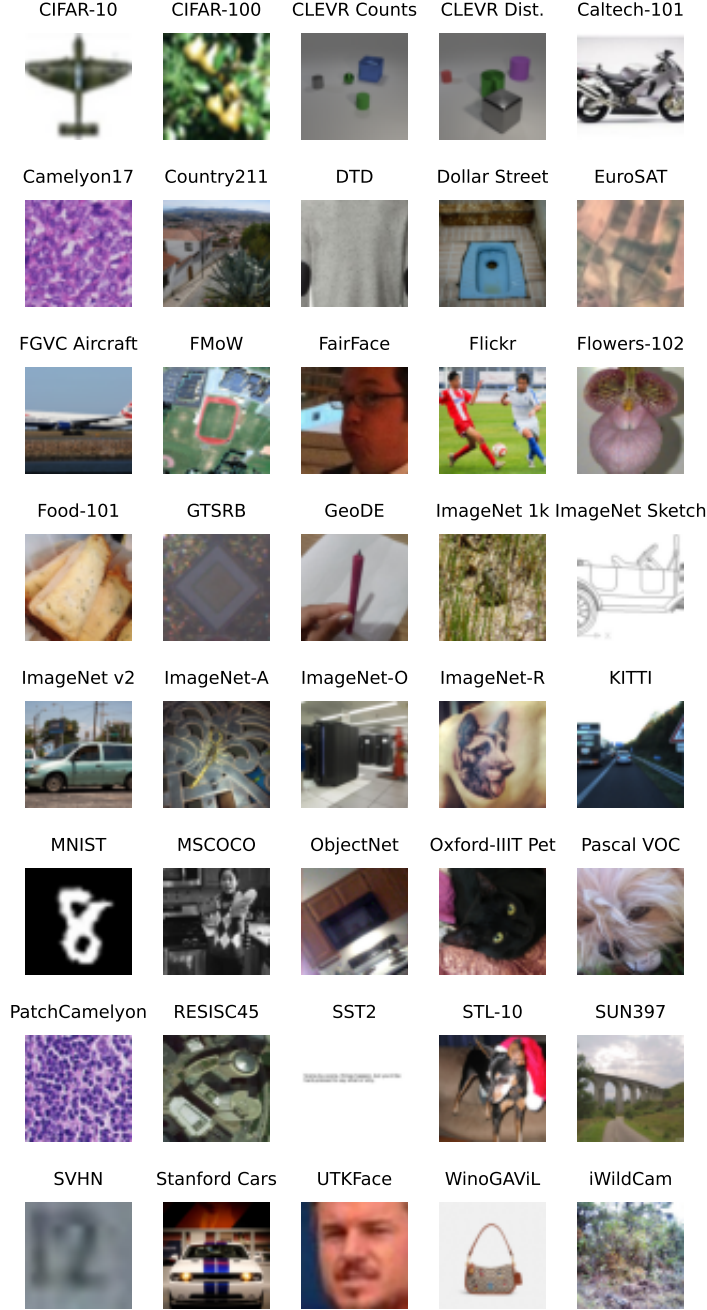 CIFAR-10 CIFAR-100 CLEVR Counts CLEVR Dist. Caltech-101
Camelyon17 Country211 DTD Dollar Street EuroSAT
FGVC Aircraft FMoW FairFace Flickr Flowers-102
Food-101 GTSRB GeoDE ImageNet 1k ImageNet Sketch
ImageNet v2 ImageNet-A ImageNet-O ImageNet-R KITTI
MNIST MSCOCO ObjectNet Oxford-IIIT Pet Pascal VOC
8
PatchCamelyon RESISC45 SST2 STL-10 SUN397
SVHN Stanford Cars UTKFace WinoGAViL iWildCam